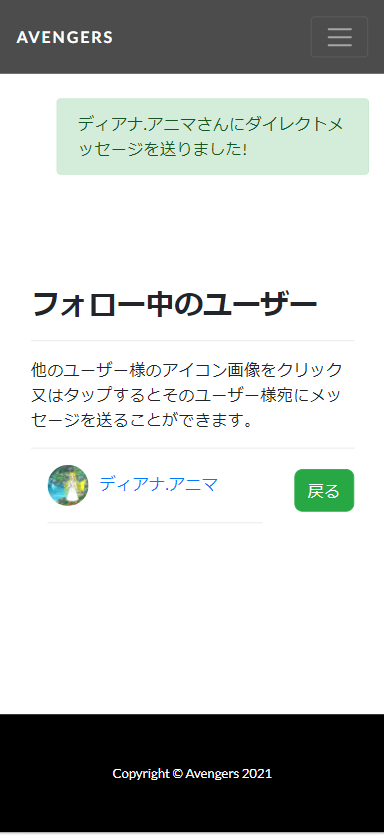 AVENGERS
ディアナ.アニマさんにダイレクトメ
ッセージを送りました!
フォロー中のユーザー
他のユーザー様のアイコン画像をクリック
又はタップするとそのユーザー様宛にメッ
セージを送ることができます。
ディアナ.アニマ
戻る
Copyright © Avengers 2021